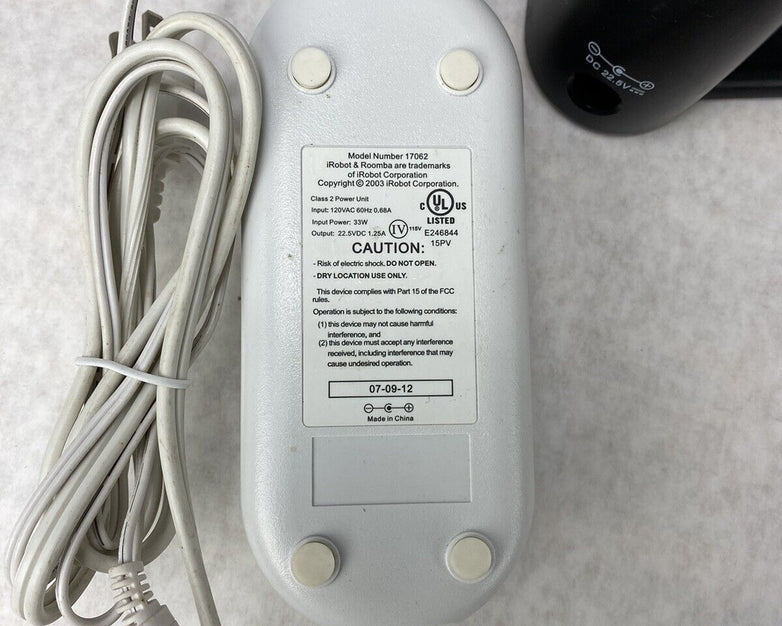 DC 22.5V
Model Number 17062
iRobot & Roomba are trademarks
of iRobot Corporation
Copyright © 2003 iRobot Corporation.
Class 2 Power Unit
Input: 120VAC 60Hz 0.68A
Input Power: 33W
Output: 22.5VDC 1.25A
IV 115V
C UL US
LISTED
E246844
15PV
CAUTION:
- Risk of electric shock. DO NOT OPEN.
- DRY LOCATION USE ONLY.
This device complies with Part 15 of the FCC
rules.
Operation is subject to the following conditions:
(1) this device may not cause harmful
interference, and
(2) this device must accept any interference
received, including interference that may
cause undesired operation.
07-09-12
Made in China